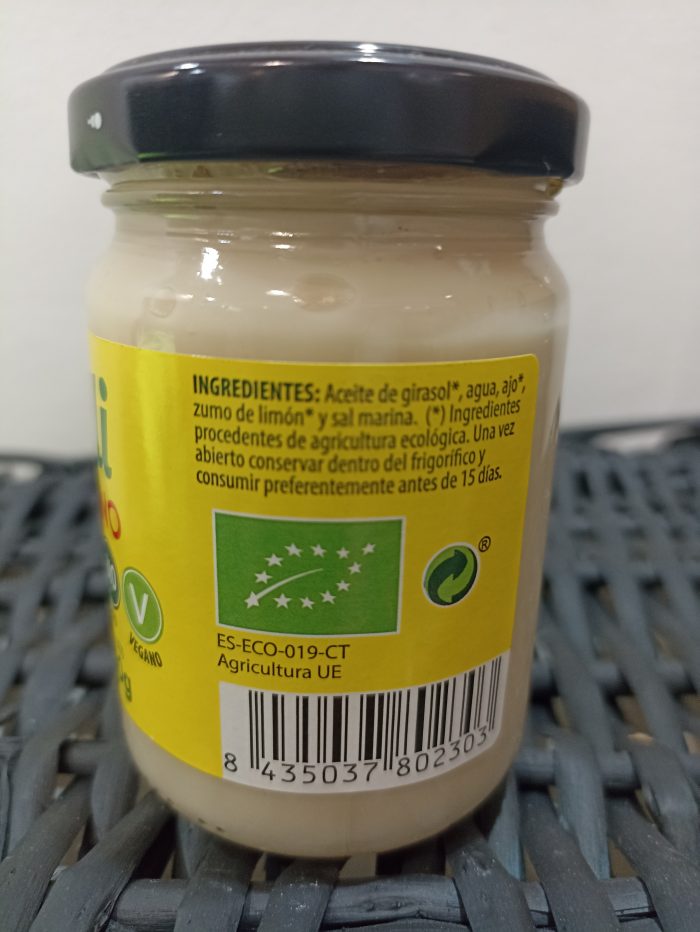 INGREDIENTES: Aceite de girasol*, agua, ajo*,
zumo de limón* y sal marina. (*) Ingredientes
procedentes de agricultura ecológica. Una vez
abierto conservar dentro del frigorífico y
consumir preferentemente antes de 15 días.
V
VEGANO
®
ES-ECO-019-CT
Agricultura UE
8 435037 802303